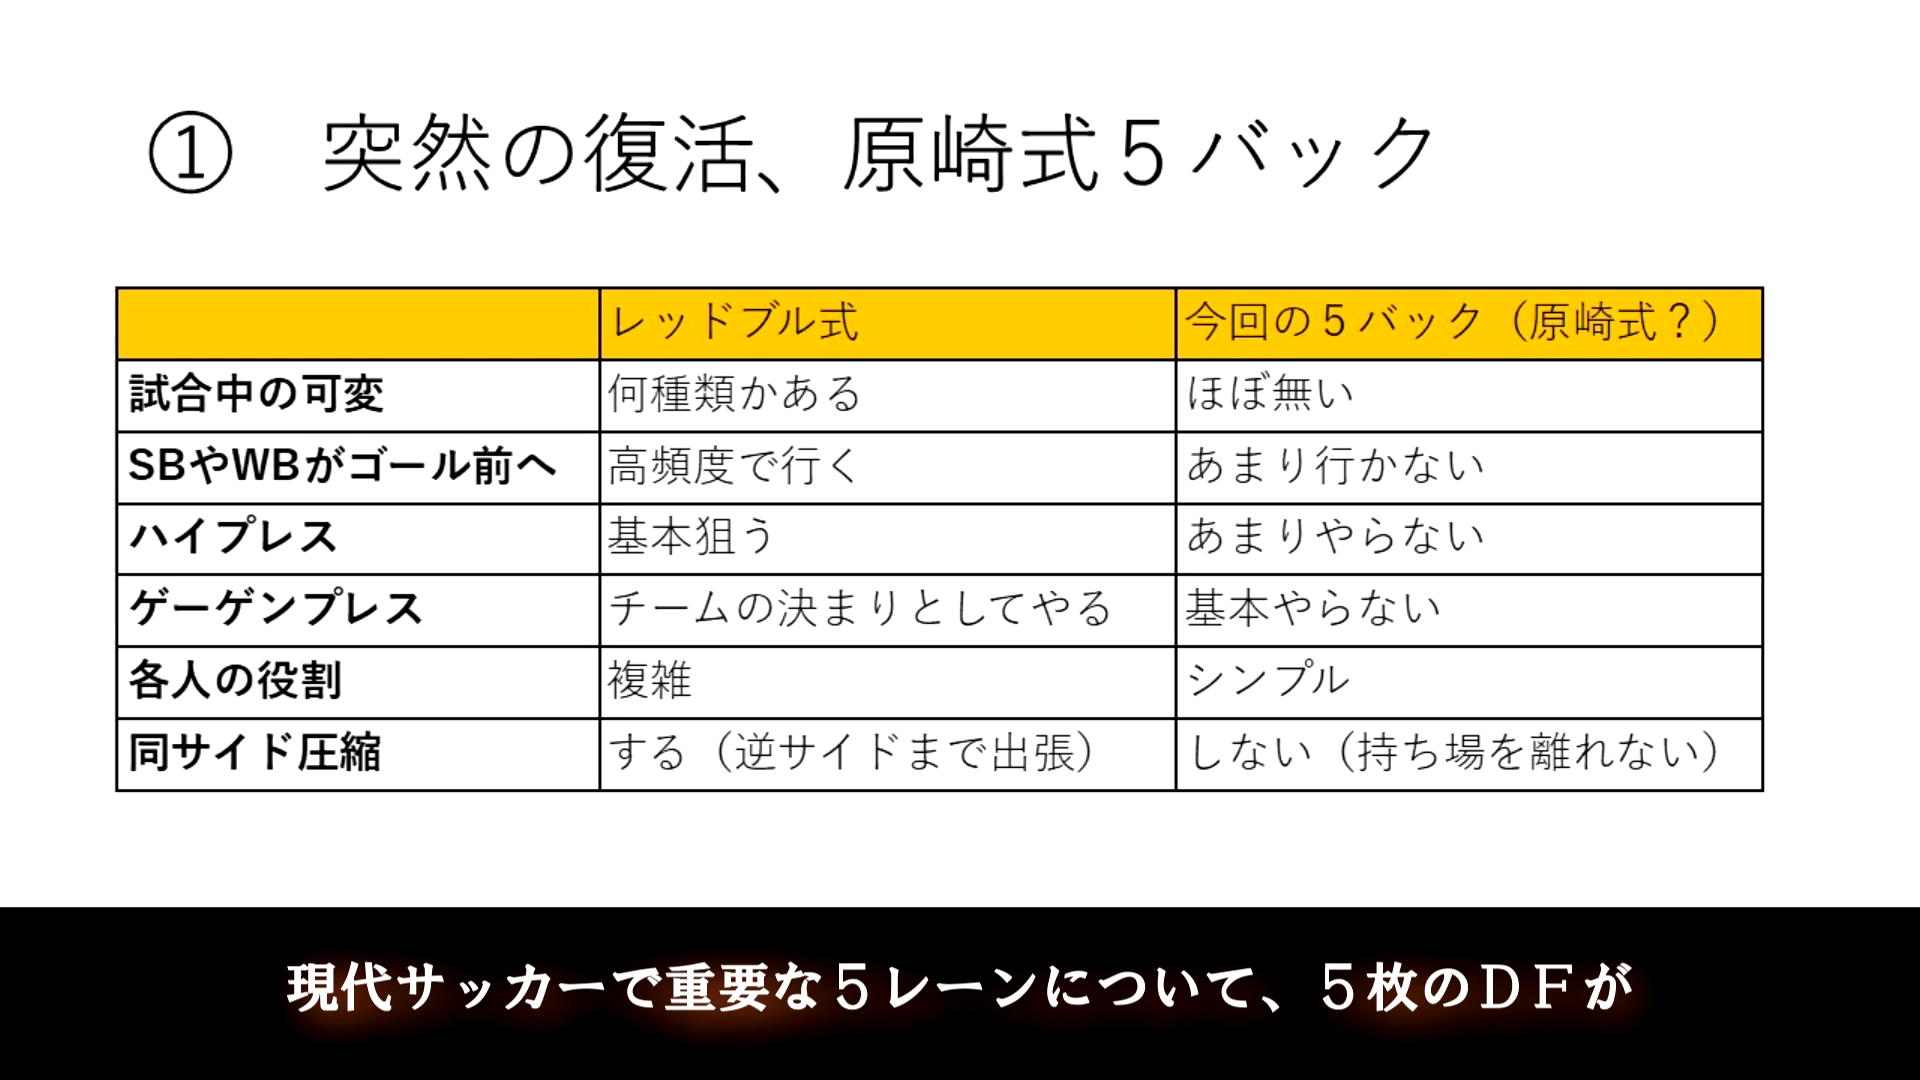 ① 突然の復活、原崎式５バック
レッドブル式 今回の５バック（原崎式？）
試合中の可変 何種類かある ほぼ無い
SBやWBがゴール前へ 高頻度で行く あまり行かない
ハイプレス 基本狙う あまりやらない
ゲーゲンプレス チームの決まりとしてやる 基本やらない
各人の役割 複雑 シンプル
同サイド圧縮 する（逆サイドまで出張） しない（持ち場を離れない）
現代サッカーで重要な５レーンについて、５枚のＤＦが